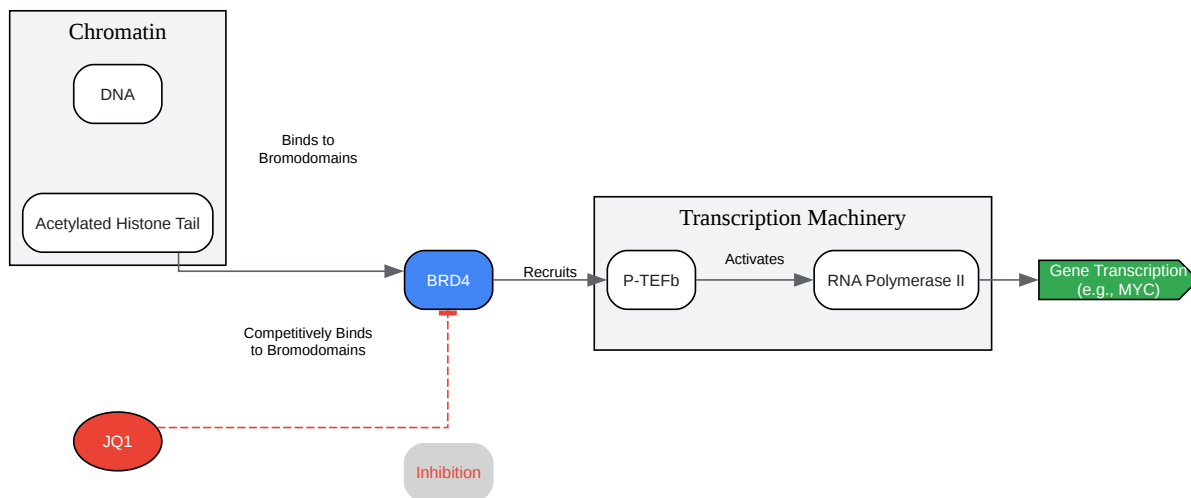 Chromatin
DNA
Binds to
Bromodomains
Acetylated Histone Tail
Transcription Machinery
BRD4
Recruits
P-TEFb
Activates
RNA Polymerase II
Gene Transcription
(e.g., MYC)
Competitively Binds
to Bromodomains
JQ1
Inhibition